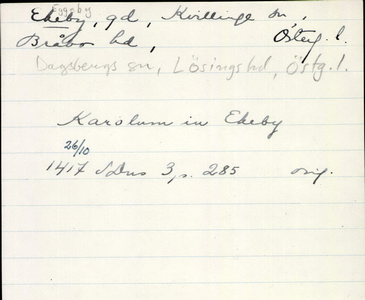 Eggeby
Ekeby, gd, Kvillinge sn,
Bråbo hd, Österg. l.
Dagsbergs sn, Lösings hd, Östg. l.
Karolum in Ekeby
26/10
1417 SDns 3, s. 285 orig.